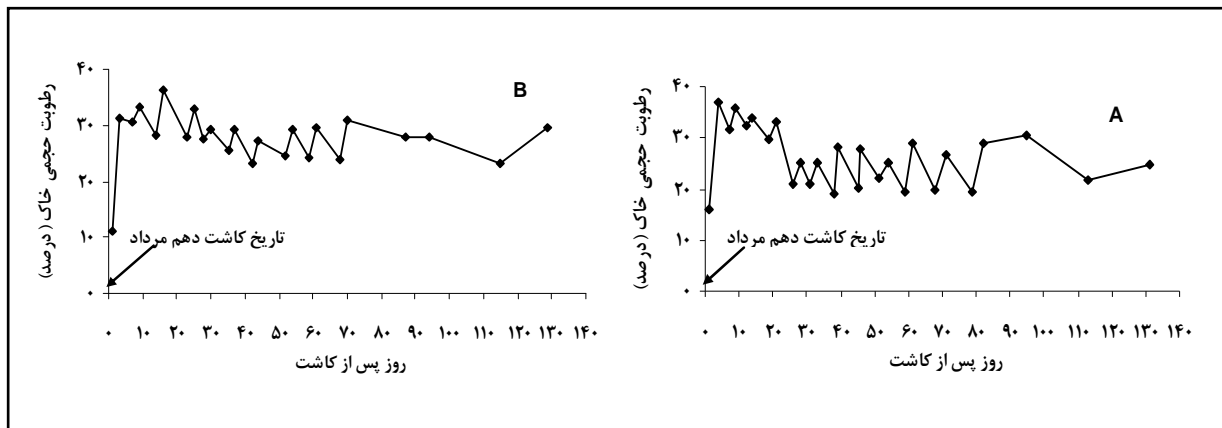 A
رطوبت حجمی خاک (درصد)
۴۰
۳۰
۲۰
۱۰
۰
تاریخ کاشت دهم مرداد
۰ ۱۰ ۲۰ ۳۰ ۴۰ ۵۰ ۶۰ ۷۰ ۸۰ ۹۰ ۱۰۰ ۱۱۰ ۱۲۰ ۱۳۰ ۱۴۰
روز پس از کاشت
B
رطوبت حجمی خاک (درصد)
۴۰
۳۰
۲۰
۱۰
۰
تاریخ کاشت دهم مرداد
۰ ۱۰ ۲۰ ۳۰ ۴۰ ۵۰ ۶۰ ۷۰ ۸۰ ۹۰ ۱۰۰ ۱۱۰ ۱۲۰ ۱۳۰ ۱۴۰
روز پس از کاشت